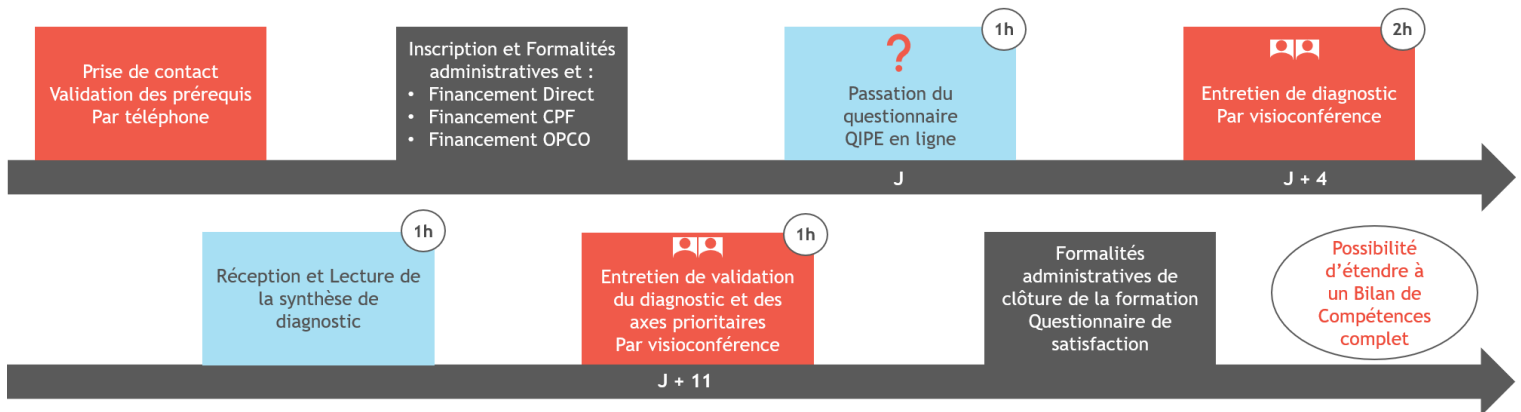 Prise de contact
Validation des prérequis
Par téléphone
Inscription et Formalités
administratives et :
• Financement Direct
• Financement CPF
• Financement OPCO
1h
?
Passation du
questionnaire
QIPE en ligne
2h
Entretien de diagnostic
Par visioconférence
J
J + 4
1h
Réception et Lecture de
la synthèse de
diagnostic
1h
Entretien de validation
du diagnostic et des
axes prioritaires
Par visioconférence
Formalités
administratives de
clôture de la formation
Questionnaire de
satisfaction
Possibilité
d’étendre à
un Bilan de
Compétences
complet
J + 11